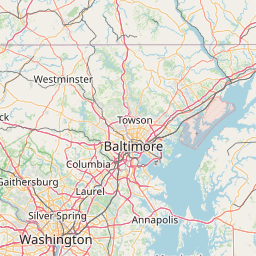 Westminster
Towson
Baltimore
Columbia
Gaithersburg
Laurel
Silver Spring
Annapolis
Washington